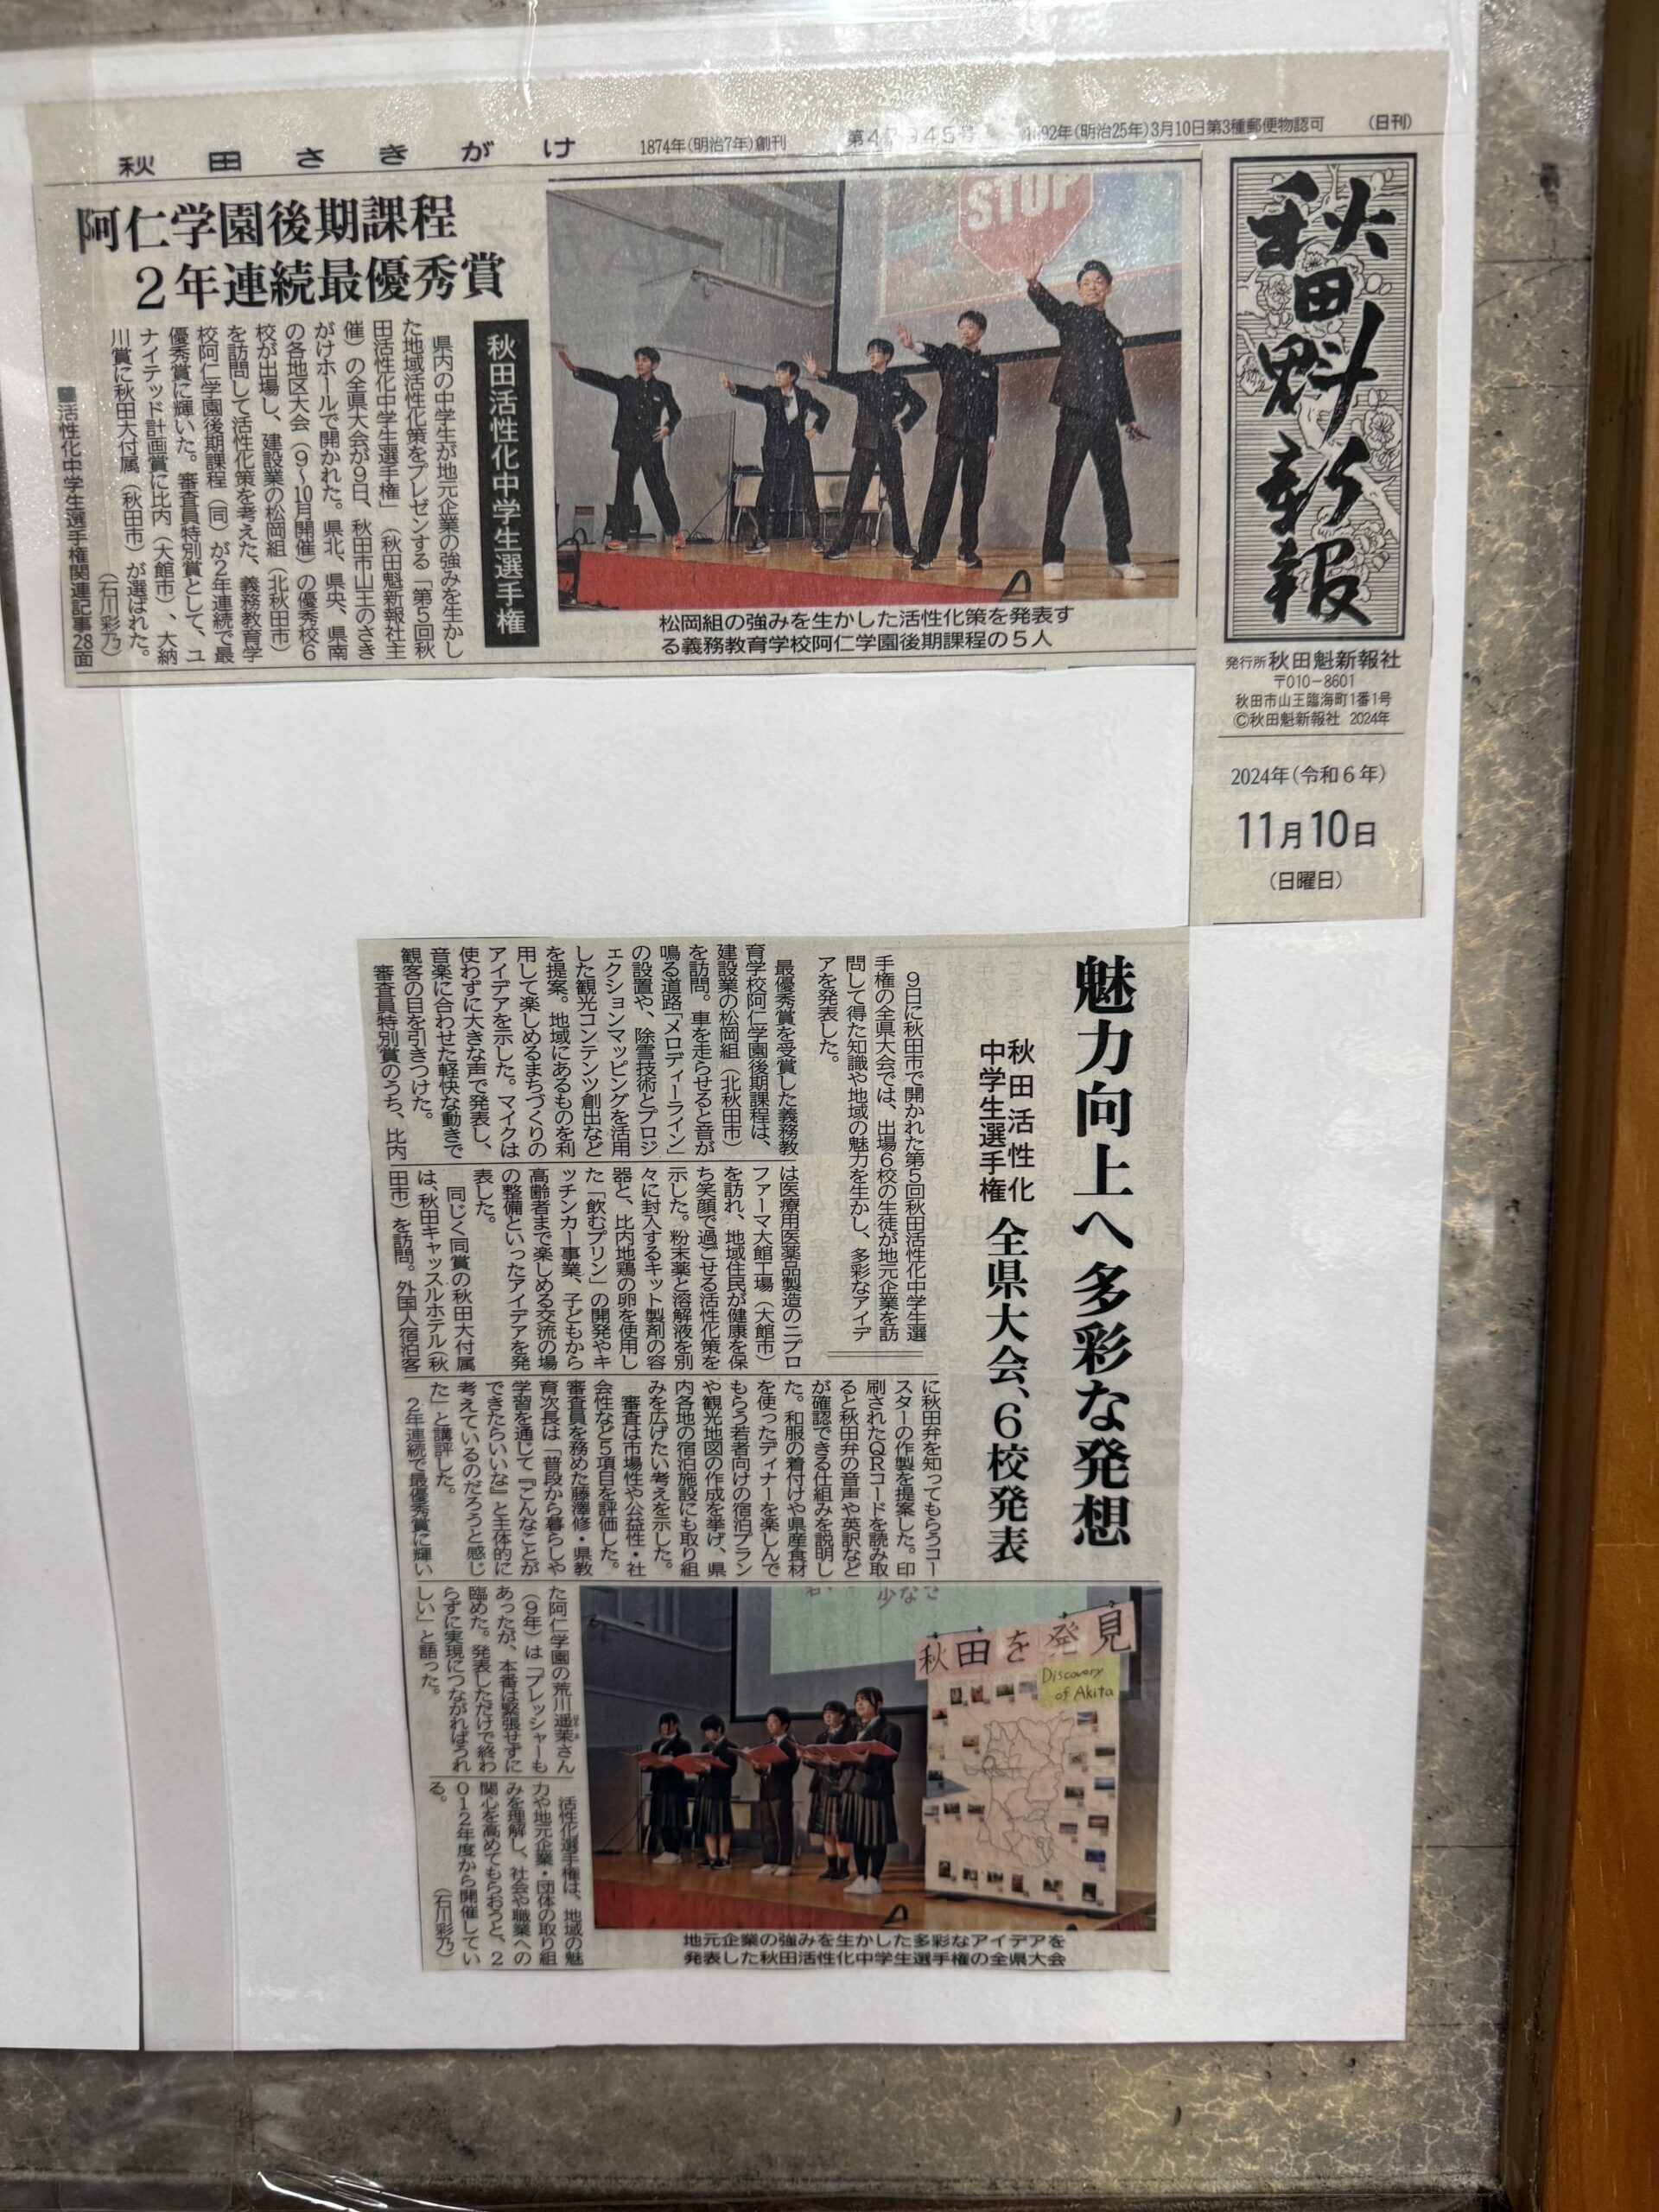 秋田さきがけ
1874年(明治7年)創刊
1892年(明治25年)3月10日第3種郵便物認可
(日刊)
秋田魁新報
発行所 秋田魁新報社
〒010-8601
秋田市山王臨海町1番1号
©秋田魁新報社 2024年
2024年(令和6年)
11月10日
(日曜日)
STOP
松岡組の強みを生かした活性化策を発表す
る義務教育学校阿仁学園後期課程の5人
阿仁学園後期課程
2年連続最優秀賞
秋田活性化中学生選手権
県内の中学生が地元企業の強みを生かし
た地域活性化策をプレゼンする「第5回秋
田活性化中学生選手権」(秋田魁新報社主
催)の全県大会が9日、秋田市山王のさき
がけホールで開かれた。県北、県央、県南
の各地区大会(9~10月開催)の優秀校6
校が出場し、建設業の松岡組(北秋田市)
を訪問して活性化策を考えた、義務教育学
校阿仁学園後期課程(同)が2年連続で最
優秀賞に輝いた。審査員特別賞として、ユ
ナイテッド計画賞に比内(大館市)、大納
川賞に秋田大付属(秋田市)が選ばれた。
(石川彩乃)
■活性化中学生選手権関連記事28面
魅力向上へ多彩な発想
秋田活性化
中学生選手権
全県大会、6校発表
9日に秋田市で開かれた第5回秋田活性化中学生選
手権の全県大会では、出場6校の生徒が地元企業を訪
問して得た知識や地域の魅力を生かし、多彩なアイデ
アを発表した。
最優秀賞を受賞した義務教
育学校阿仁学園後期課程は、
建設業の松岡組(北秋田市)
を訪問。車を走らせると音が
鳴る道路「メロディーライン」
の設置や、除雪技術とプロジ
ェクションマッピングを活用
した観光コンテンツ創出など
を提案。地域にあるものを利
用して楽しめるまちづくりの
アイデアを示した。マイクは
使わずに大きな声で発表し、
音楽に合わせた軽快な動きで
観客の目を引きつけた。
審査員特別賞のうち、比内
は医療用医薬品製造のニプロ
ファーマ大館工場(大館市)
を訪れ、地域住民が健康を保
ち笑顔で過ごせる活性化策を
示した。粉末薬と溶解液を別
々に封入するキット製剤の容
器と、比内地鶏の卵を使用し
た「飲むプリン」の開発やキ
ッチンカー事業、子どもから
高齢者まで楽しめる交流の場
の整備といったアイデアを発
表した。
同じく同賞の秋田大付属
は、秋田キャッスルホテル(秋
田市)を訪問。外国人宿泊客
に秋田弁を知ってもらうコー
スターの作製を提案した。印
刷されたQRコードを読み取
ると秋田弁の音声や英訳など
が確認できる仕組みを説明し
た。和服の着付けや県産食材
を使ったディナーを楽しんで
もらう若者向けの宿泊プラン
や観光地図の作成を挙げ、県
内各地の宿泊施設にも取り組
みを広げたい考えを示した。
審査は市場性や公益性・社
会性など5項目を評価した。
審査員を務めた藤澤修・県教
育次長は「普段から暮らしや
学習を通じて『こんなことが
できたらいいな』と主体的に
考えているのだろうと感じ
た」と講評した。
2年連続で最優秀賞に輝い
た阿仁学園の荒川遥茉さん
(9年)は「プレッシャーも
あったが、本番は緊張せずに
臨めた。発表しただけで終わ
らずに実現につながればうれ
しい」と語った。
活性化選手権は、地域の魅
力や地元企業・団体の取り組
みを理解し、社会や職業への
関心を高めてもらおうと、2
012年度から開催してい
る。
(石川彩乃)
少なさ
秋田を発見
Discovery
of Akita
地元企業の強みを生かした多彩なアイデアを
発表した秋田活性化中学生選手権の全県大会